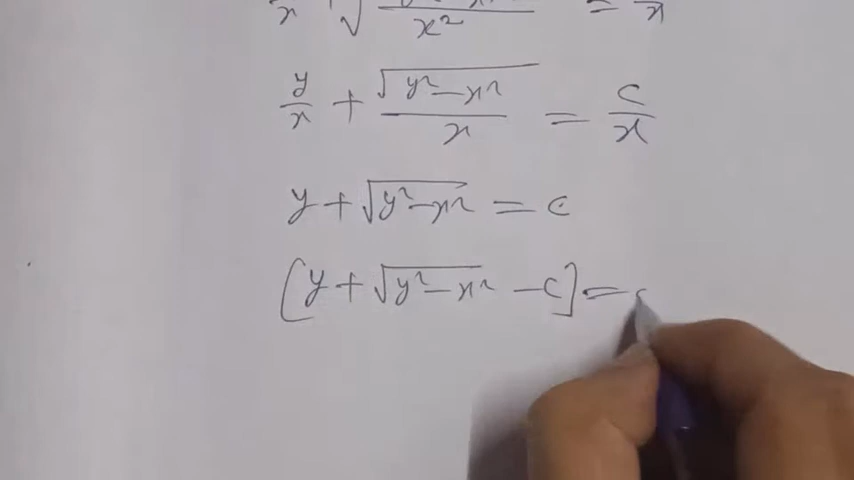 y/x + √(y²-x²)/x = c/x
y + √(y²-x²) = c
[y + √(y²-x²) - c] =